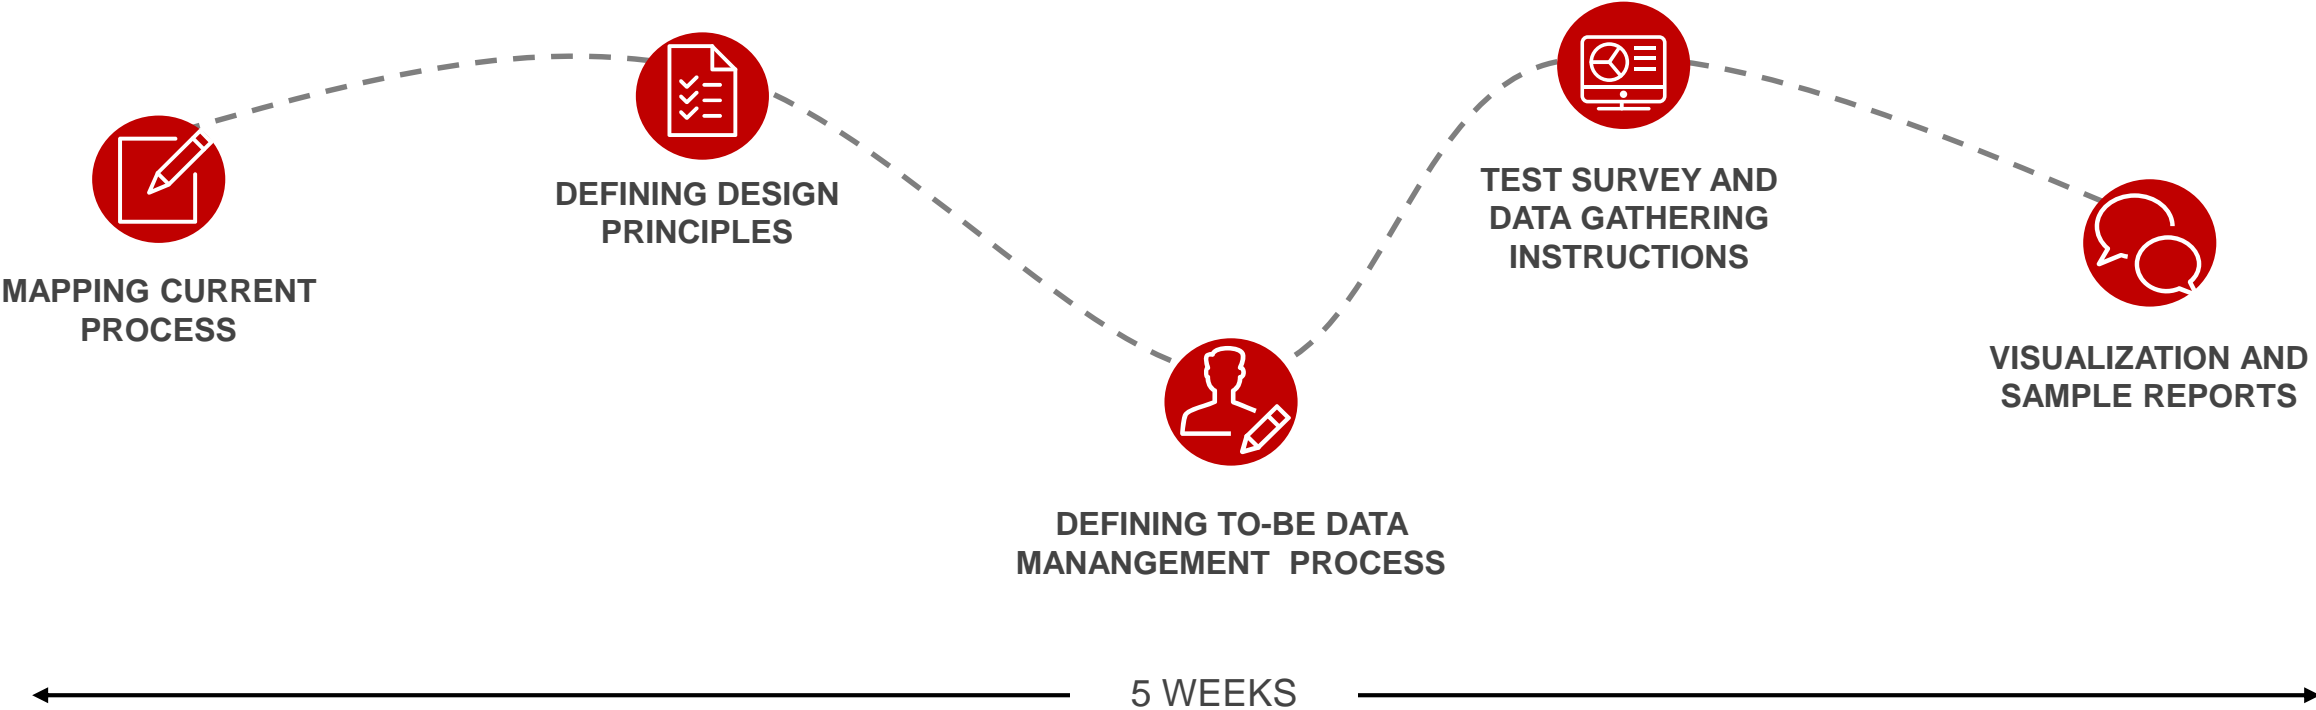 MAPPING CURRENT
PROCESS
DEFINING DESIGN
PRINCIPLES
DEFINING TO-BE DATA
MANANGEMENT  PROCESS
TEST SURVEY AND
DATA GATHERING
INSTRUCTIONS
VISUALIZATION AND
SAMPLE REPORTS
5 WEEKS